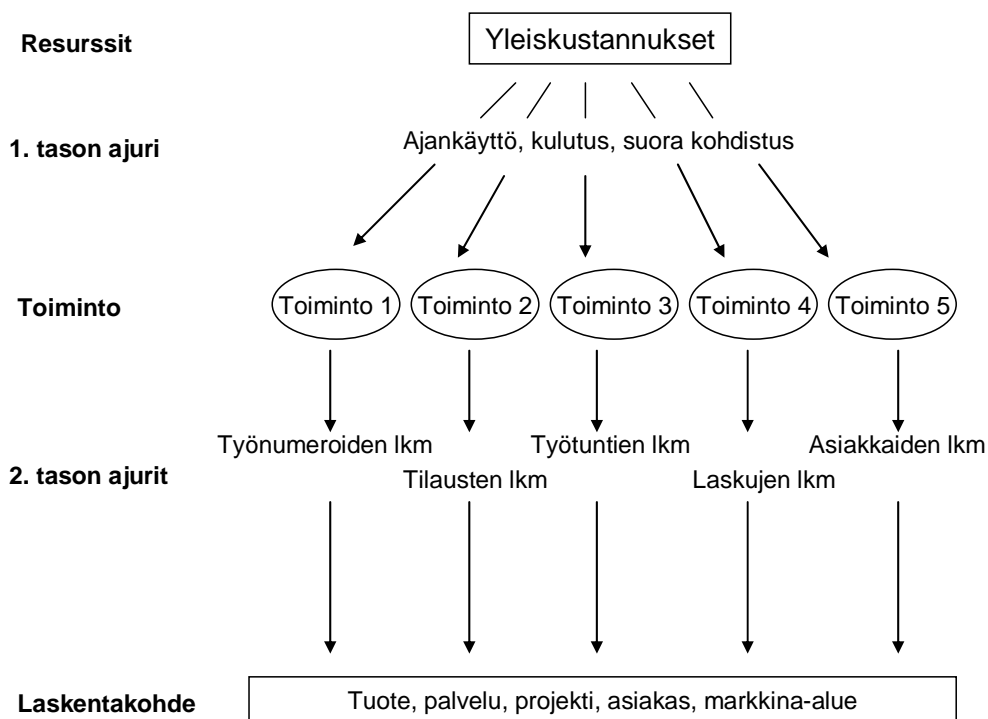 Resurssit
Yleiskustannukset
1. tason ajuri
Ajankäyttö, kulutus, suora kohdistus
Toiminto
Toiminto 1
Toiminto 2
Toiminto 3
Toiminto 4
Toiminto 5
2. tason ajurit
Työnumeroiden lkm
Tilausten lkm
Työtuntien lkm
Laskujen lkm
Asiakkaiden lkm
Laskentakohde
Tuote, palvelu, projekti, asiakas, markkina-alue